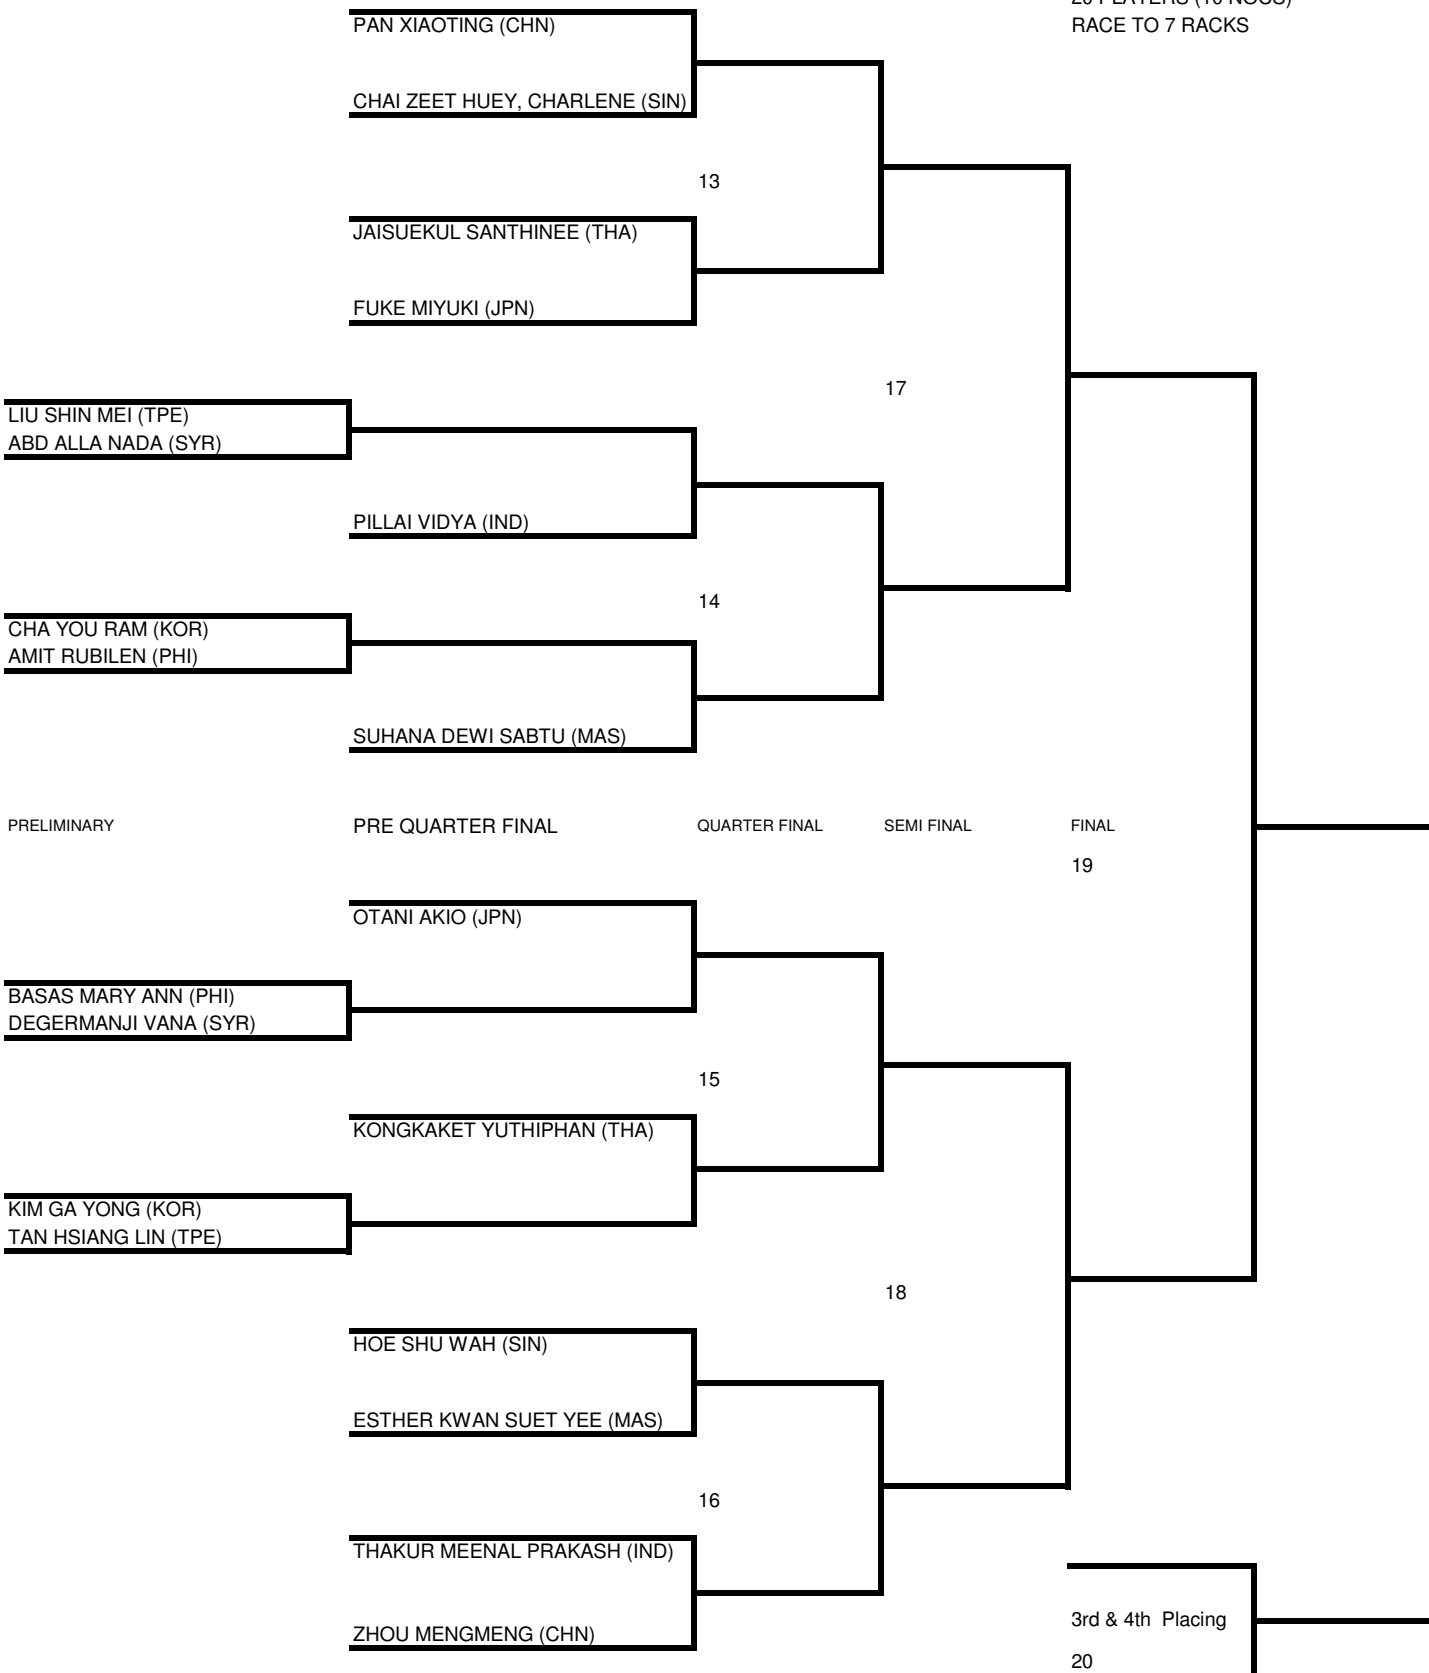 PAN XIAOTING (CHN)
RACE TO 7 RACKS
CHAI ZEET HUEY, CHARLENE (SIN)
13
JAISUEKUL SANTHINEE (THA)
FUKE MIYUKI (JPN)
17
LIU SHIN MEI (TPE)
ABD ALLA NADA (SYR)
PILLAI VIDYA (IND)
14
CHA YOU RAM (KOR)
AMIT RUBILEN (PHI)
SUHANA DEWI SABTU (MAS)
PRELIMINARY PRE QUARTER FINAL QUARTER FINAL SEMI FINAL FINAL
19
OTANI AKIO (JPN)
BASAS MARY ANN (PHI)
DEGERMANJI VANA (SYR)
15
KONGKAKET YUTHIPHAN (THA)
KIM GA YONG (KOR)
TAN HSIANG LIN (TPE)
18
HOE SHU WAH (SIN)
ESTHER KWAN SUET YEE (MAS)
16
THAKUR MEENAL PRAKASH (IND)
3rd & 4th Placing
ZHOU MENGMENG (CHN)
20